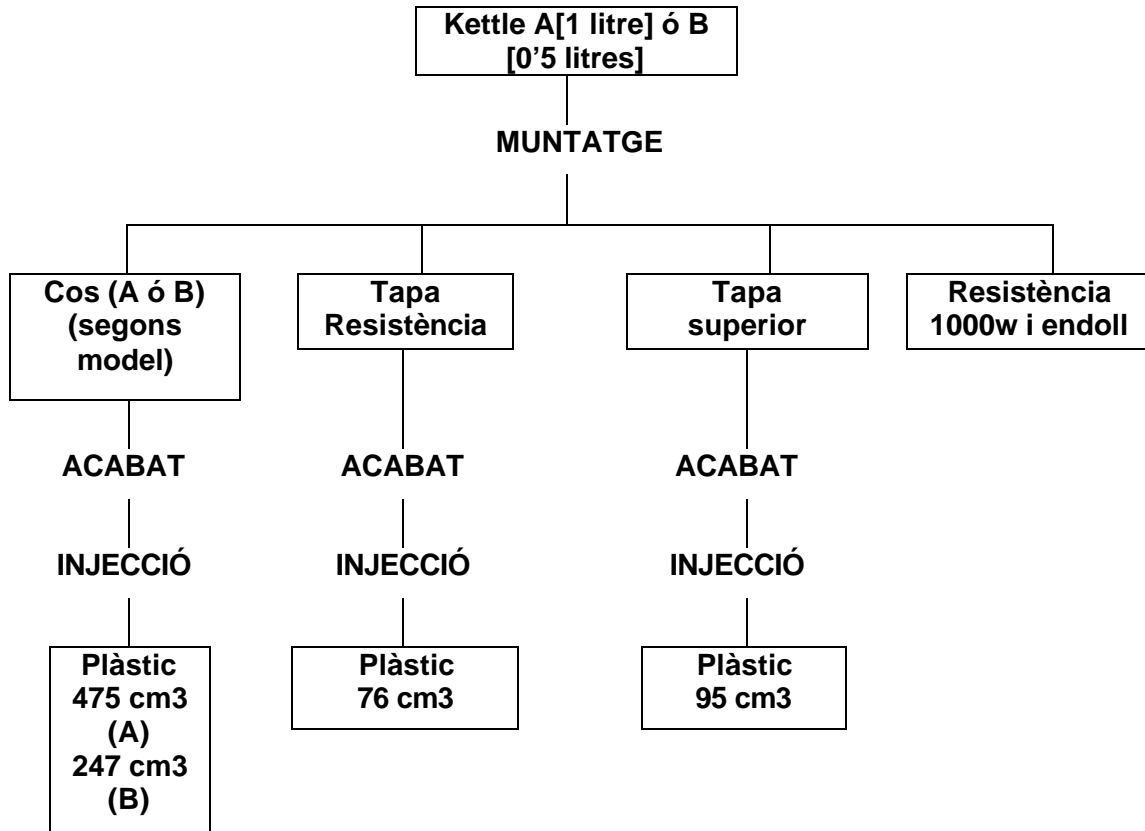 Kettle A[1 litre] ó B
[0’5 litres]
MUNTATGE
Cos (A ó B)
(segons
model)
Tapa
Resistència
Tapa
superior
Resistència
1000w i endoll
ACABAT
ACABAT
ACABAT
INJECCIÓ
INJECCIÓ
INJECCIÓ
Plàstic
475 cm3
(A)
247 cm3
(B)
Plàstic
76 cm3
Plàstic
95 cm3